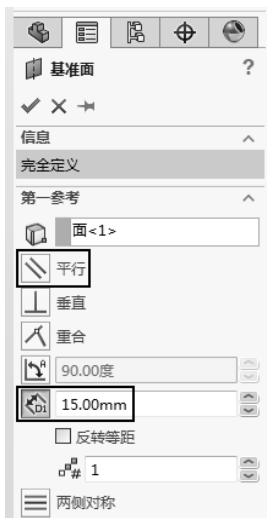 基准面 ?
信息
完全定义
第一参考
面<1>
平行
垂直
重合
90.00度
D1 15.00mm
反转等距
# 1
两侧对称